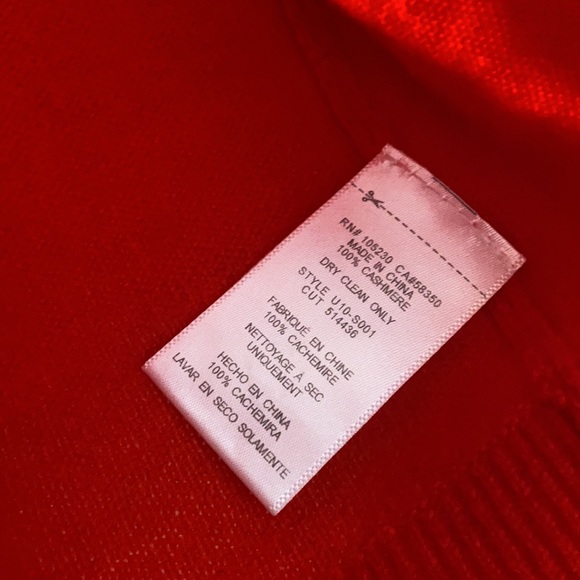 RN# 105230 CA#58350
MADE IN CHINA
100% CASHMERE
DRY CLEAN ONLY
STYLE U10-S001
CUT 514436
FABRIQUÉ EN CHINE
100% CACHEMIRE
NETTOYAGE À SEC
UNIQUEMENT
HECHO EN CHINA
100% CACHEMIRA
LAVAR EN SECO SOLAMENTE